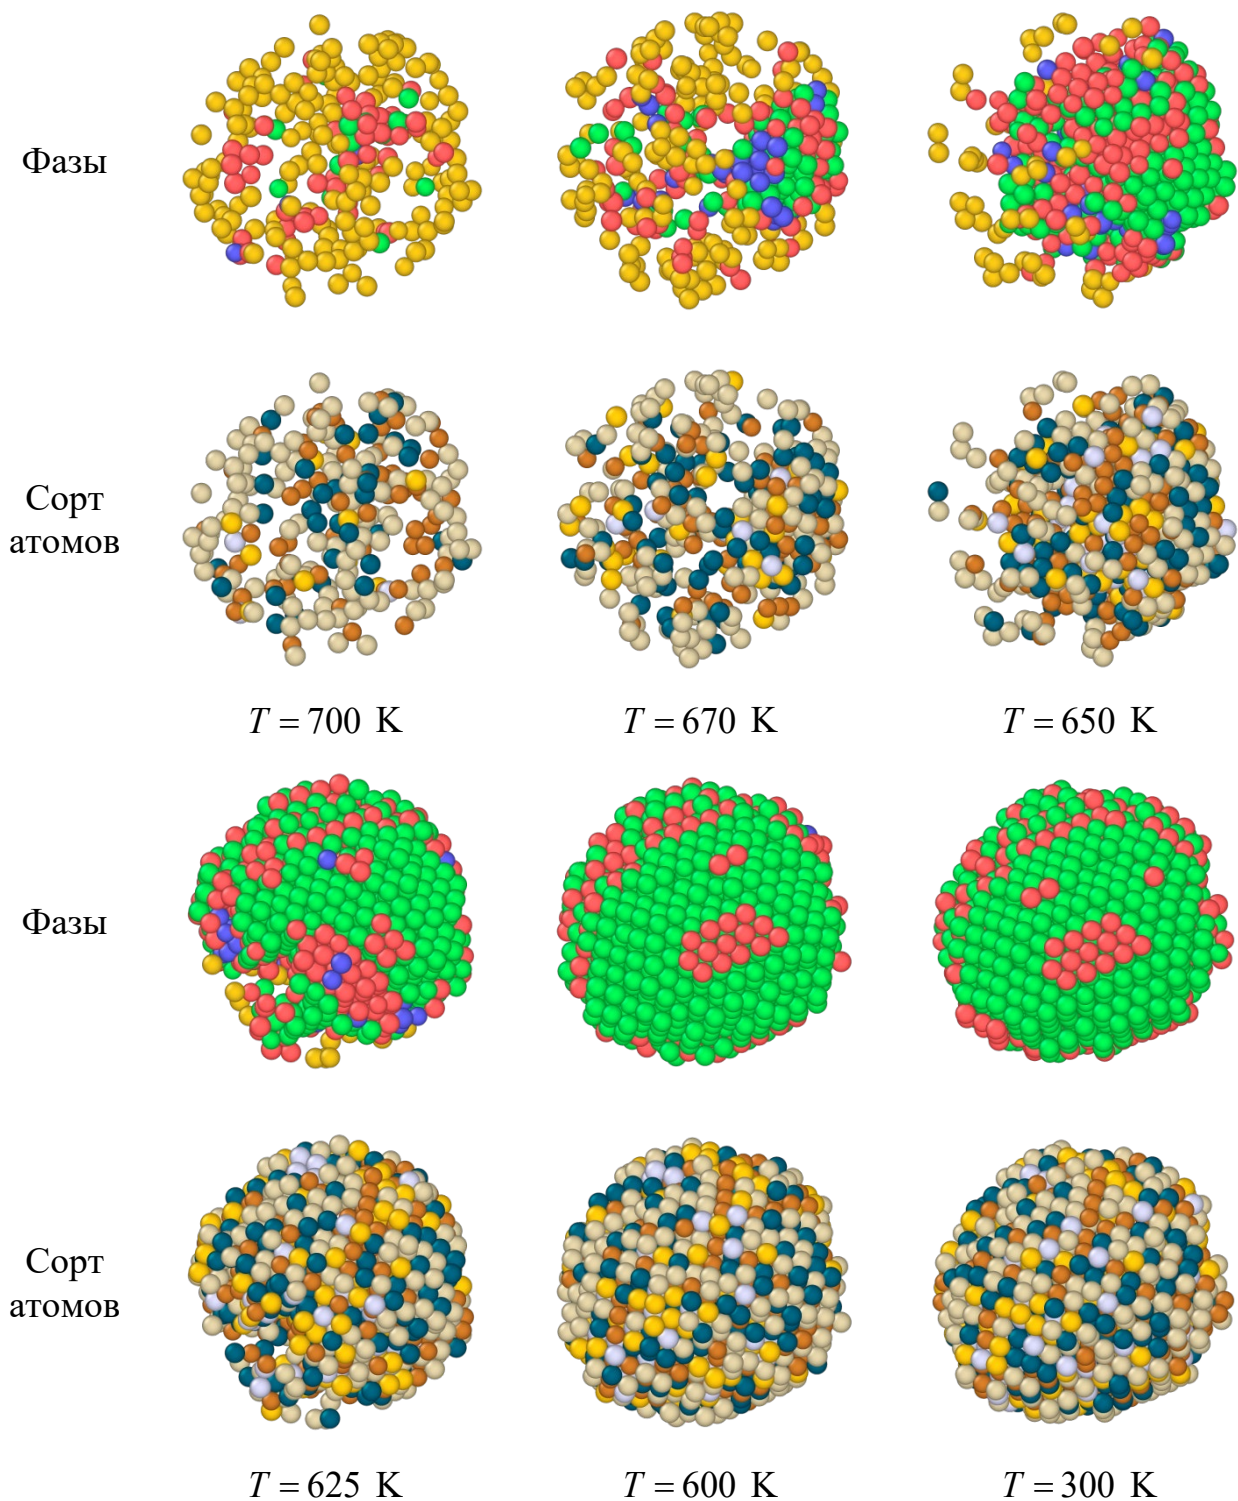 Фазы
Сорт
атомов
T = 700 K
T = 670 K
T = 650 K
Фазы
Сорт
атомов
T = 625 K
T = 600 K
T = 300 K